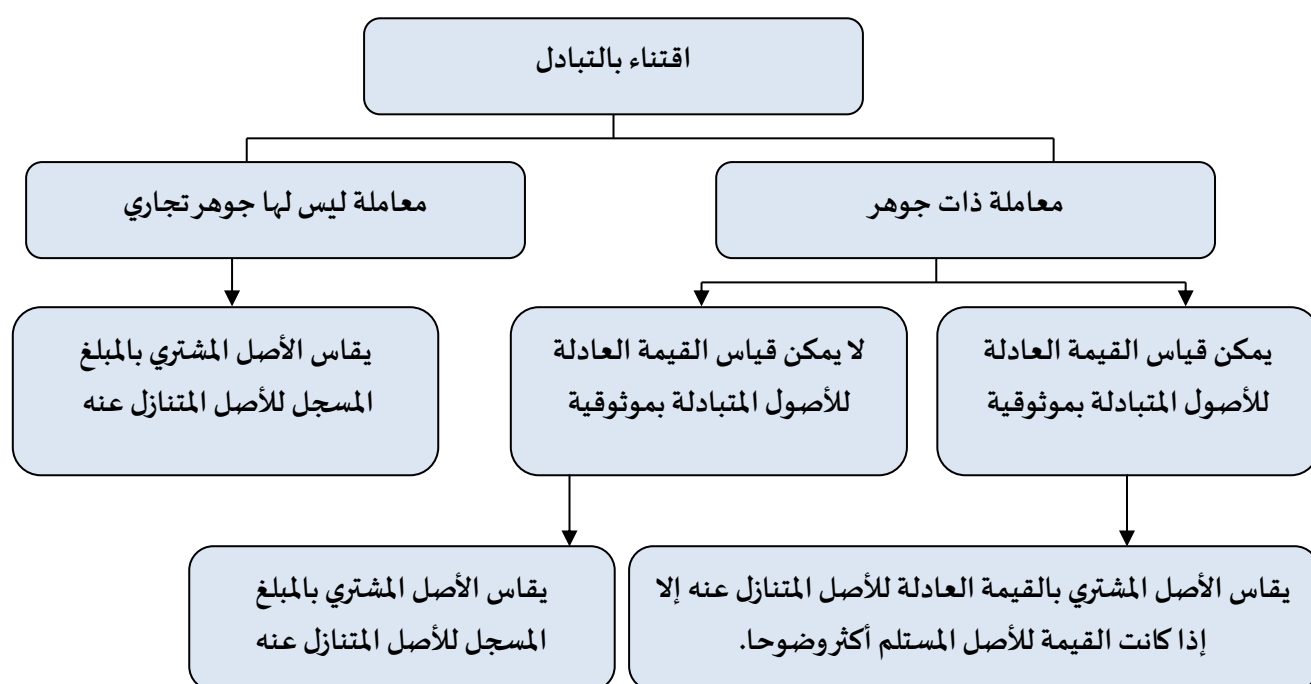 اقتناء بالتبادل
معاملة ذات جوهر
معاملة ليس لها جوهر تجاري
يمكن قياس القيمة العادلة
للأصول المتبادلة بموثوقية
لا يمكن قياس القيمة العادلة
للأصول المتبادلة بموثوقية
يقاس الأصل المشتري بالمبلغ
المسجل للأصل المتنازل عنه
يقاس الأصل المشتري بالقيمة العادلة للأصل المتنازل عنه إلا
إذا كانت القيمة للأصل المستلم أكثر وضوحا.
يقاس الأصل المشتري بالمبلغ
المسجل للأصل المتنازل عنه